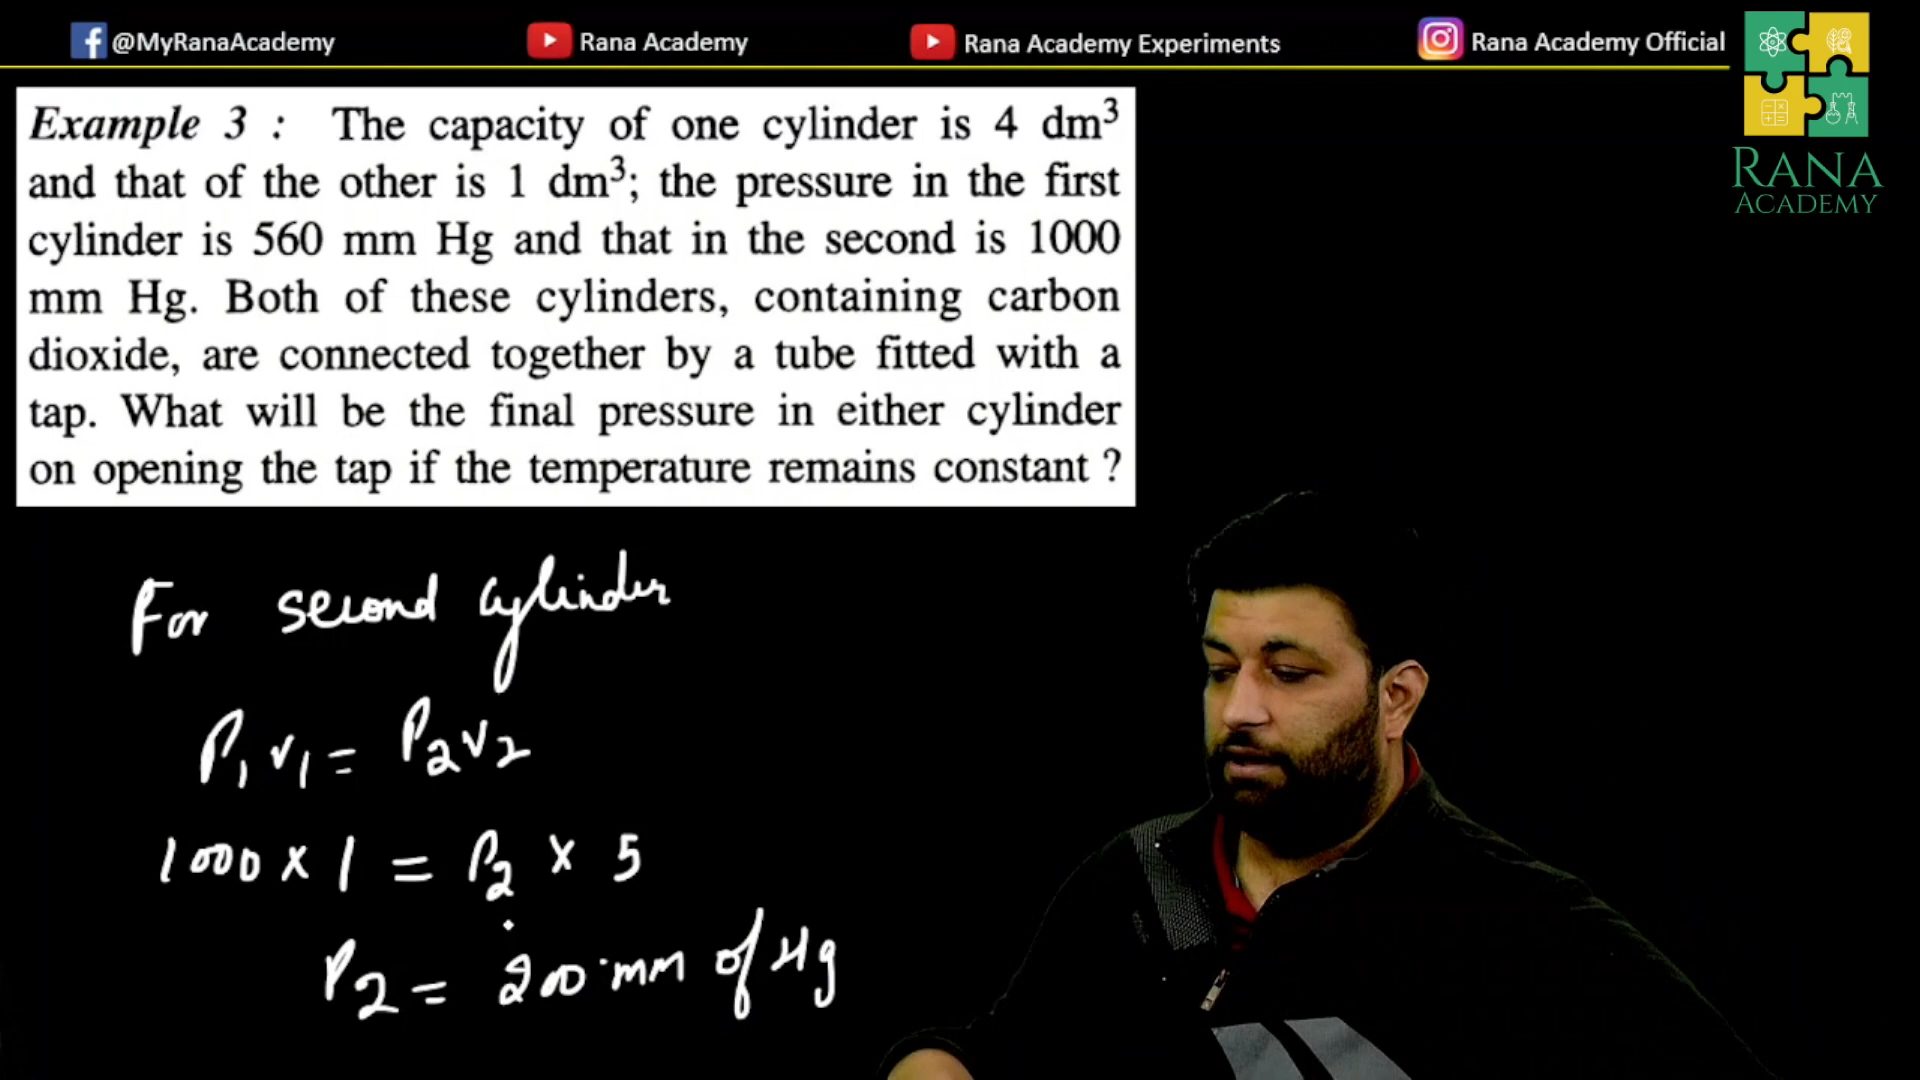 @MyRanaAcademy Rana Academy Rana Academy Experiments Rana Academy Official
RANA
ACADEMY
Example 3 : The capacity of one cylinder is 4 dm³
and that of the other is 1 dm³; the pressure in the first
cylinder is 560 mm Hg and that in the second is 1000
mm Hg. Both of these cylinders, containing carbon
dioxide, are connected together by a tube fitted with a
tap. What will be the final pressure in either cylinder
on opening the tap if the temperature remains constant ?
For second cylinder
P₁V₁ = P₂V₂
1000 × 1 = P₂ × 5
P₂ = 200 mm of Hg